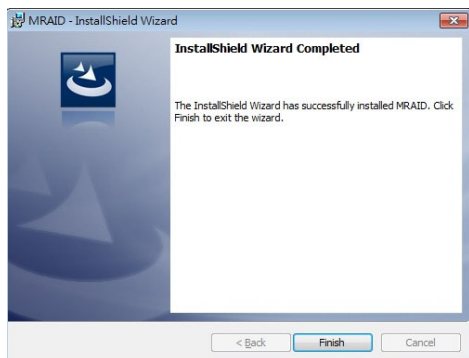 MRAID - InstallShield Wizard
InstallShield Wizard Completed
The InstallShield Wizard has successfully installed MRAID. Click
Finish to exit the wizard.
< Back
Finish
Cancel